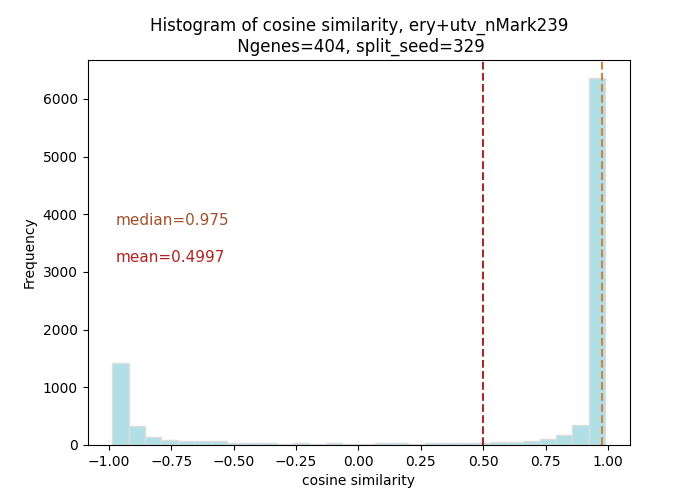 Histogram of cosine similarity, ery+utv_nMark239
Ngenes=404, split_seed=329
6000
5000
4000
3000
2000
1000
0
Frequency
median=0.975
mean=0.4997
−1.00
−0.75
−0.50
−0.25
0.00
0.25
0.50
0.75
1.00
cosine similarity